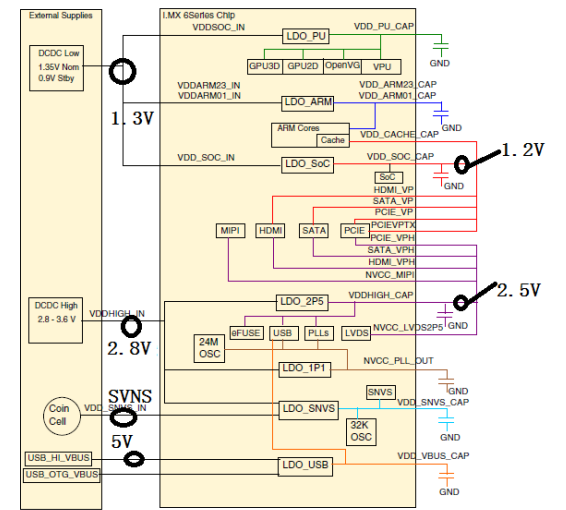 External Supplies
I.MX 6Series Chip
VDDSOC_IN
VDD_PU_CAP
LDO_PU
DCDC Low
1.35V Nom
0.9V Stby
GND
GPU3D
GPU2D
OpenVG
VPU
VDDARM23_IN
VDD_ARM23_CAP
VDDARM01_IN
VDD_ARM01_CAP
LDO_ARM
1.3V
ARM Cores
Cache
GND
VDD_CACHE_CAP
VDD_SOC_IN
VDD_SOC_CAP
1.2V
LDO_SoC
SoC
GND
HDMI_VP
SATA_VP
PCIE_VP
PCIEVPTX
MIPI
HDMI
SATA
PCIE
PCIE_VPH
SATA_VPH
HDMI_VPH
NVCC_MIPI
2.5V
DCDC High
2.8 - 3.6 V
VDDHIGH_IN
LDO_2P5
VDDHIGH_CAP
GND
eFUSE
USB
PLLs
LVDS
NVCC_LVDS2P5
2.8V
24M
OSC
LDO_1P1
NVCC_PLL_OUT
GND
SVNS
SNVS
Coin
Cell
VDD_SNVS_IN
LDO_SNVS
VDD_SNVS_CAP
32K
OSC
GND
5V
USB_HI_VBUS
USB_OTG_VBUS
LDO_USB
VDD_VBUS_CAP
GND